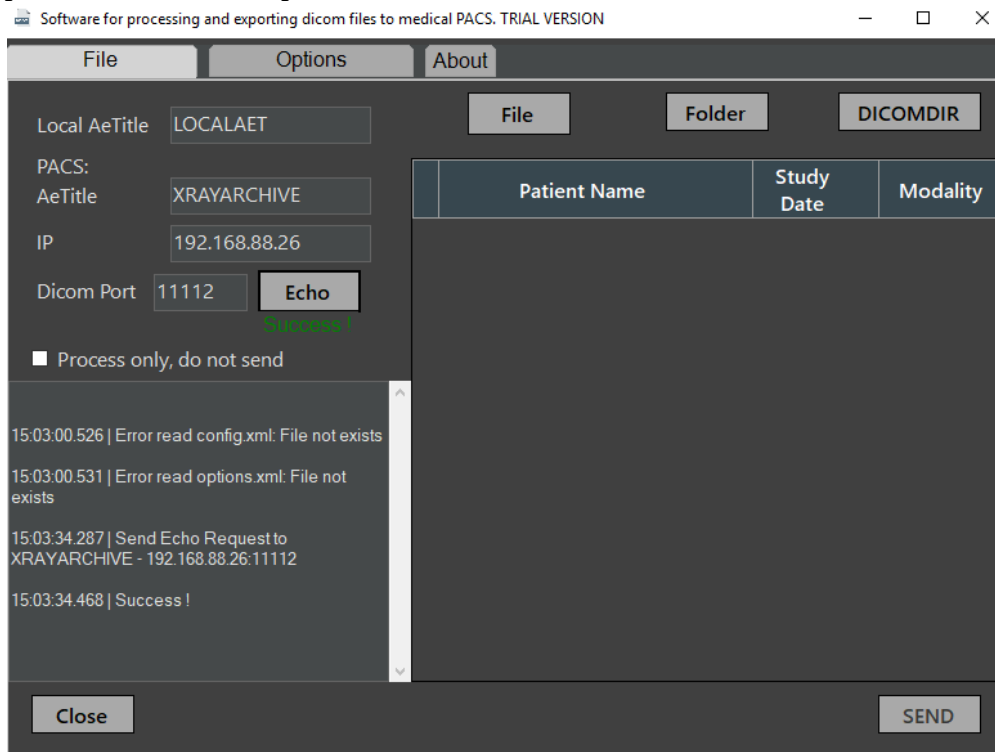 Software for processing and exporting dicom files to medical PACS. TRIAL VERSION
File
Options
About
Local AeTitle
LOCALAET
PACS:
AeTitle
XRAYARCHIVE
IP
192.168.88.26
Dicom Port
11112
Echo
Success !
Process only, do not send
15:03:00.526 | Error read config.xml: File not exists
15:03:00.531 | Error read options.xml: File not
exists
15:03:34.287 | Send Echo Request to
XRAYARCHIVE - 192.168.88.26:11112
15:03:34.468 | Success !
File
Folder
DICOMDIR
Patient Name
Study
Date
Modality
Close
SEND